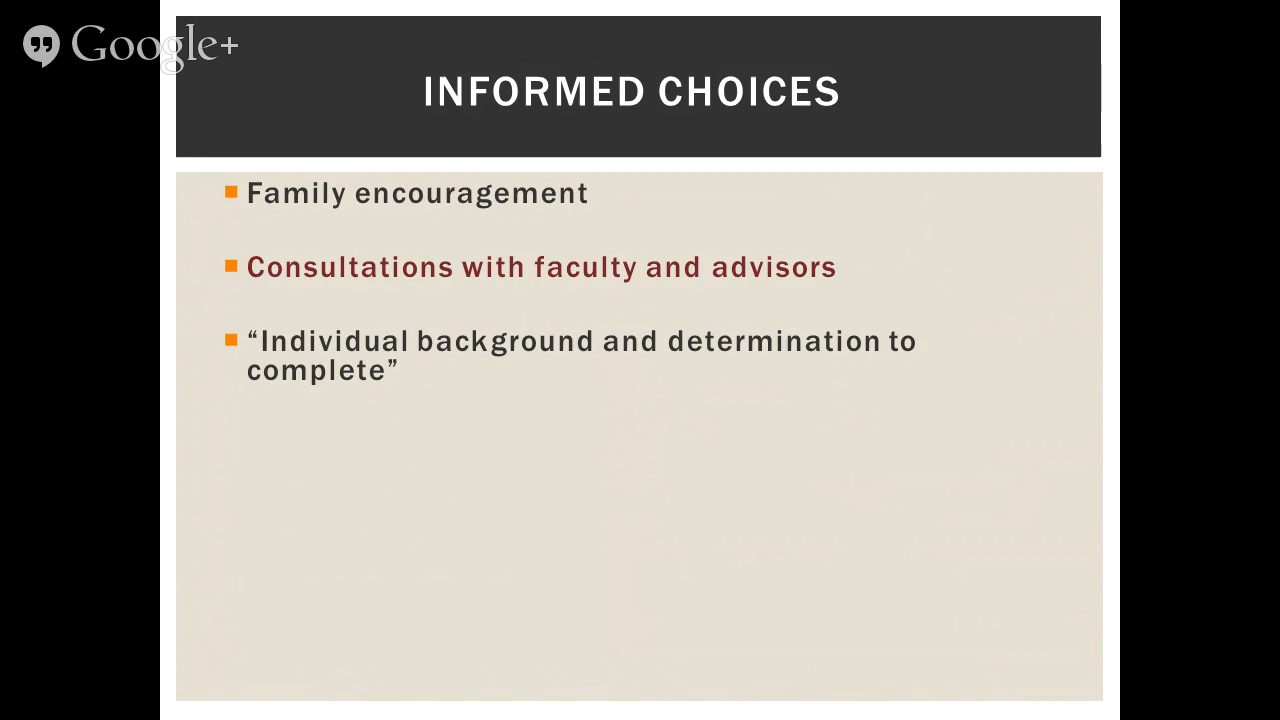 Google+
INFORMED CHOICES
Family encouragement
Consultations with faculty and advisors
“Individual background and determination to
complete”